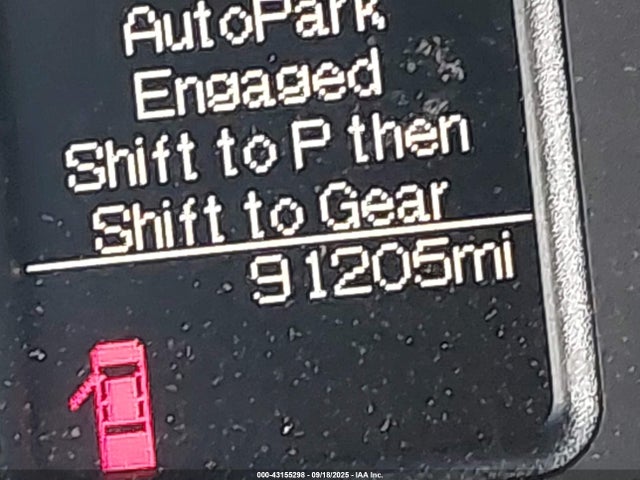 AutoPark
Engaged
Shift to P then
Shift to Gear
91205mi
000-43155298 - 09/18/2025 - IAA Inc.